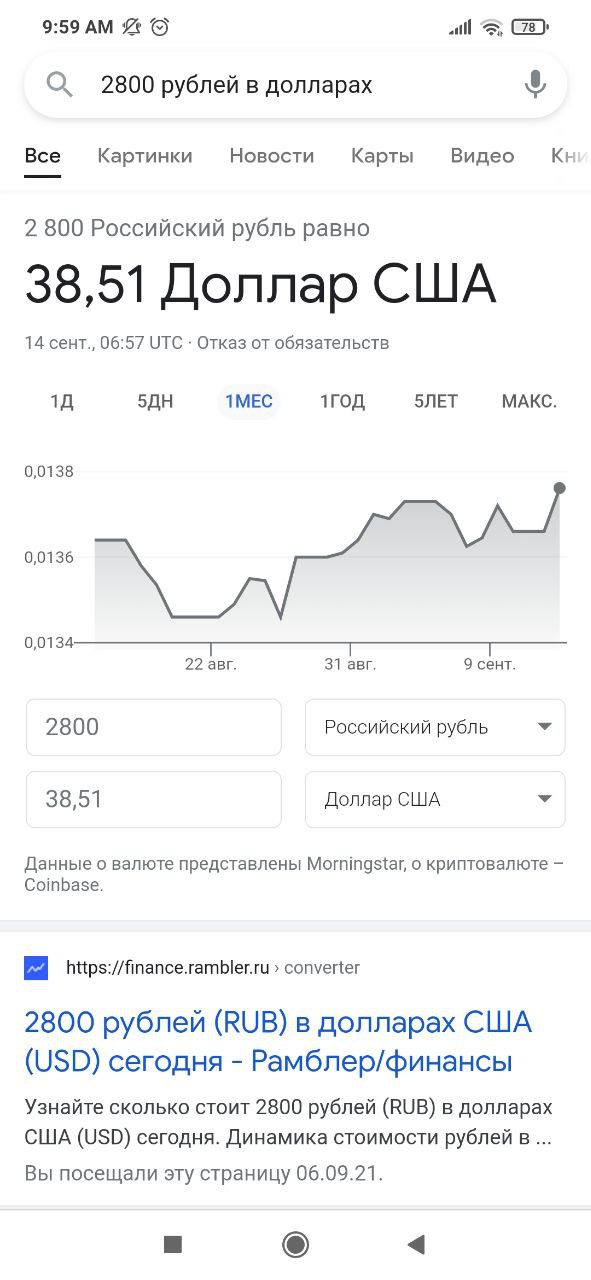 9:59 AM 78
2800 рублей в долларах
Все Картинки Новости Карты Видео Кни
2 800 Российский рубль равно
38,51 Доллар США
14 сент., 06:57 UTC · Отказ от обязательств
1Д 5ДН 1МЕС 1ГОД 5ЛЕТ МАКС.
0,0138
0,0136
0,0134
22 авг. 31 авг. 9 сент.
2800 Российский рубль
38,51 Доллар США
Данные о валюте представлены Morningstar, о криптовалюте –
Coinbase.
https://finance.rambler.ru › converter
2800 рублей (RUB) в долларах США
(USD) сегодня - Рамблер/финансы
Узнайте сколько стоит 2800 рублей (RUB) в долларах
США (USD) сегодня. Динамика стоимости рублей в ...
Вы посещали эту страницу 06.09.21.